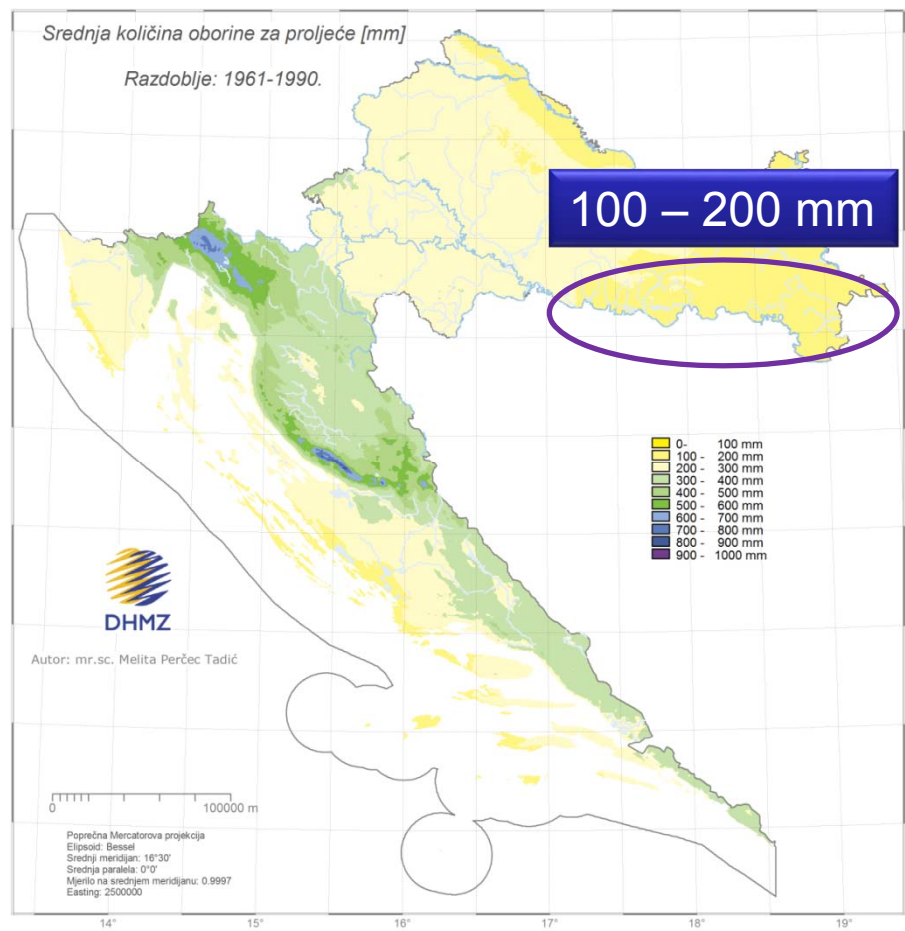 Srednja količina oborine za proljeće [mm]
Razdoblje: 1961-1990.
100 – 200 mm
0- 100 mm
100 - 200 mm
200 - 300 mm
300 - 400 mm
400 - 500 mm
500 - 600 mm
600 - 700 mm
700 - 800 mm
800 - 900 mm
900 - 1000 mm
DHMZ
Autor: mr.sc. Melita Perčec Tadić
0 100000 m
Poprečna Mercatorova projekcija
Elipsoid: Bessel
Srednji meridijan: 16°30'
Srednja paralela: 0°0'
Mjerilo na srednjem meridijanu: 0.9997
Easting: 2500000
14° 15° 16° 17° 18° 19°